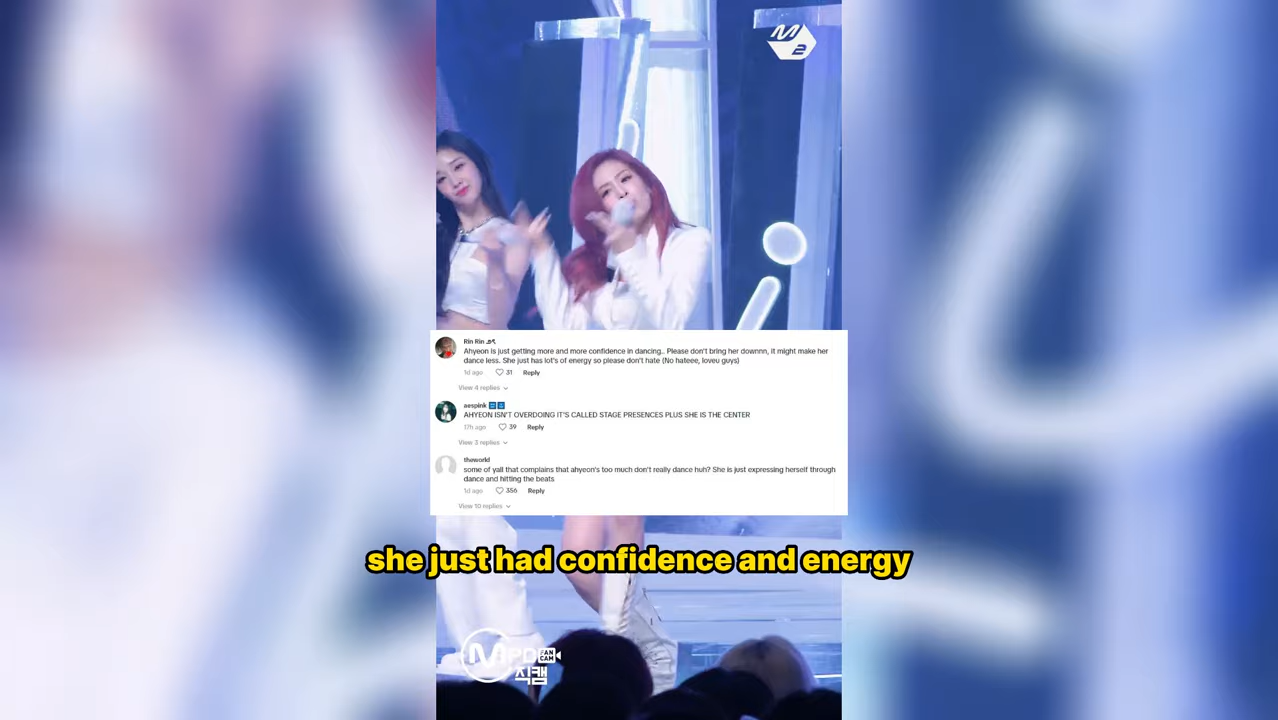 M2
Rin Rin
Ahyeon is just getting more and more confidence in dancing.. Please don't bring her downnn, it might make her
dance less. She just has lot's of energy so please don't hate (No hateee, loveu guys)
1d ago 31 Reply
View 4 replies
aespink
AHYEON ISN'T OVERDOING IT'S CALLED STAGE PRESENCES PLUS SHE IS THE CENTER
17h ago 39 Reply
View 3 replies
theworld
some of yall that complains that ahyeon's too much don't really dance huh? She is just expressing herself through
dance and hitting the beats
1d ago 356 Reply
View 10 replies
she just had confidence and energy
MPD FAN CAM
직캠